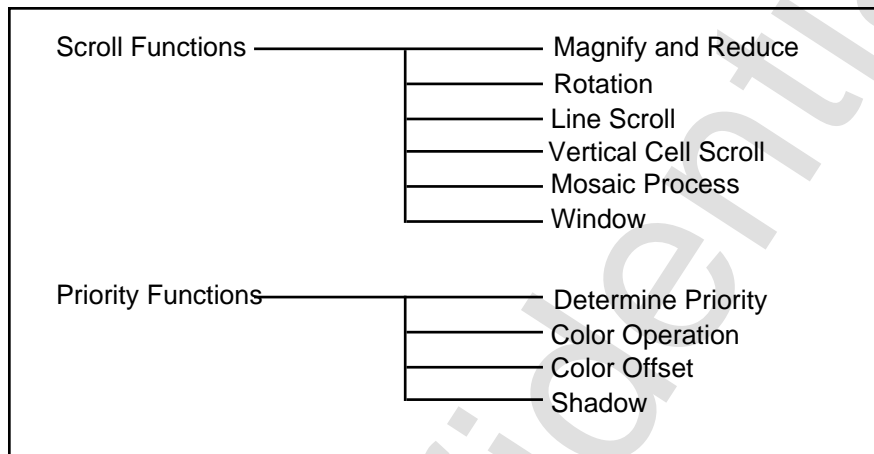 Scroll Functions Magnify and Reduce
Rotation
Line Scroll
Vertical Cell Scroll
Mosaic Process
Window
Priority Functions Determine Priority
Color Operation
Color Offset
Shadow